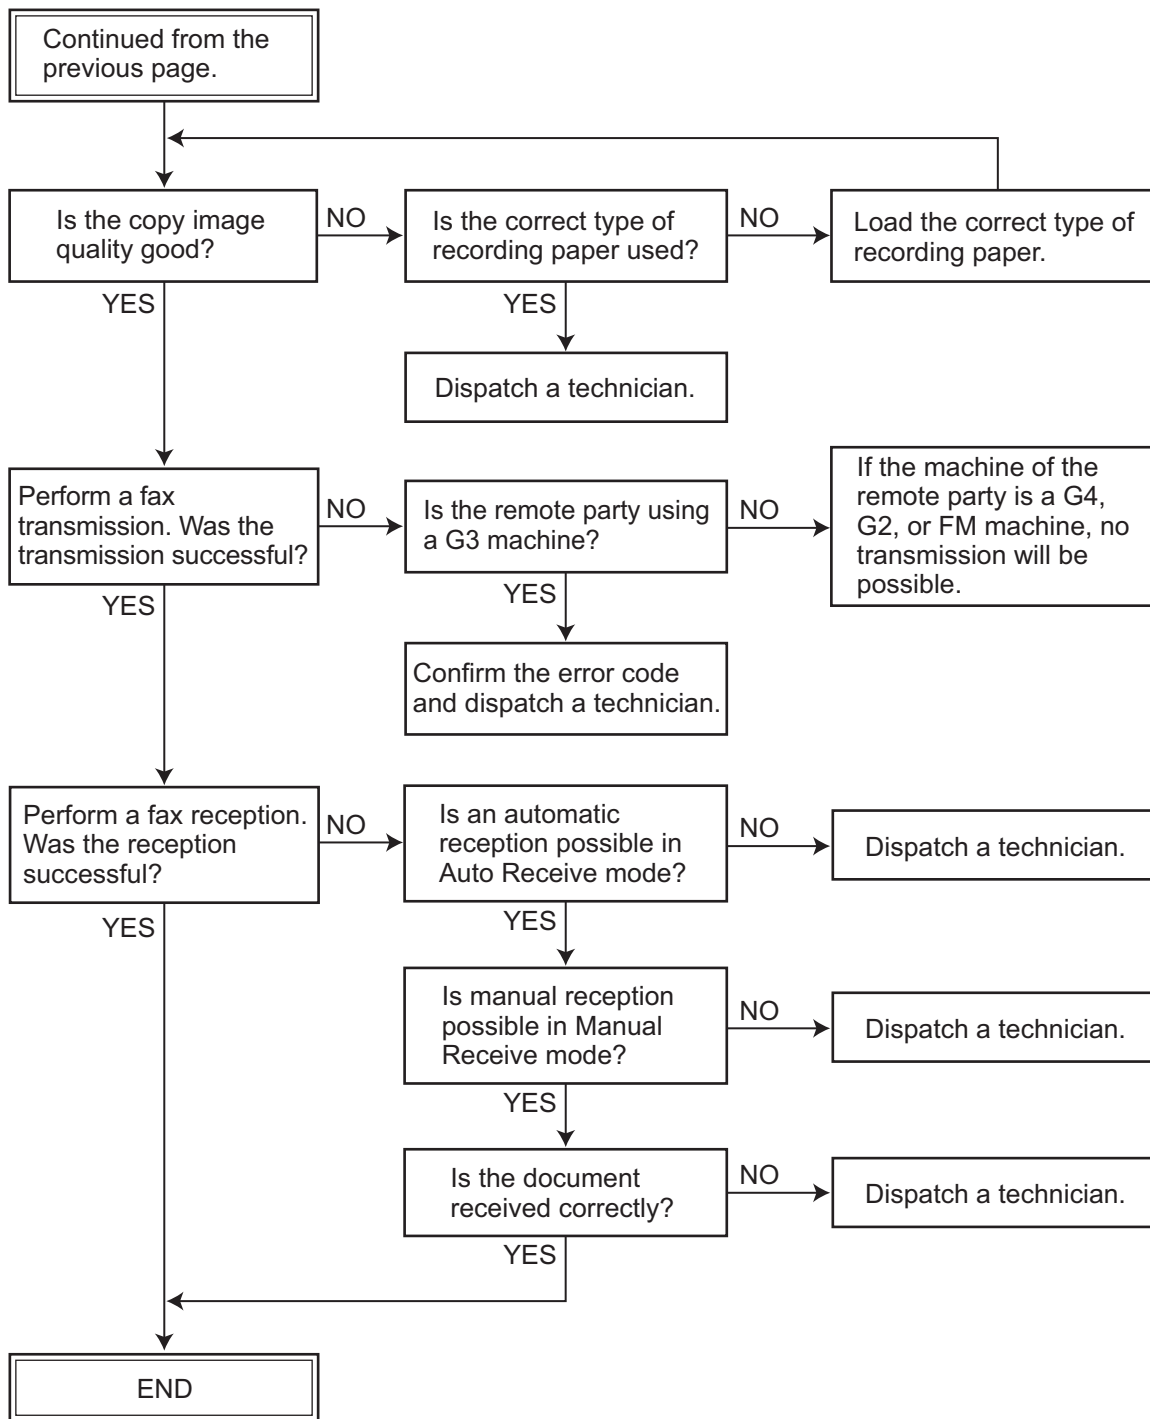 Continued from the
previous page.
Is the copy image
quality good?
NO
Is the correct type of
recording paper used?
NO
Load the correct type of
recording paper.
YES
YES
Dispatch a technician.
Perform a fax
transmission. Was the
transmission successful?
NO
Is the remote party using
a G3 machine?
NO
If the machine of the
remote party is a G4,
G2, or FM machine, no
transmission will be
possible.
YES
YES
Confirm the error code
and dispatch a technician.
Perform a fax reception.
Was the reception
successful?
NO
Is an automatic
reception possible in
Auto Receive mode?
NO
Dispatch a technician.
YES
YES
Is manual reception
possible in Manual
Receive mode?
NO
Dispatch a technician.
YES
Is the document
received correctly?
NO
Dispatch a technician.
YES
END